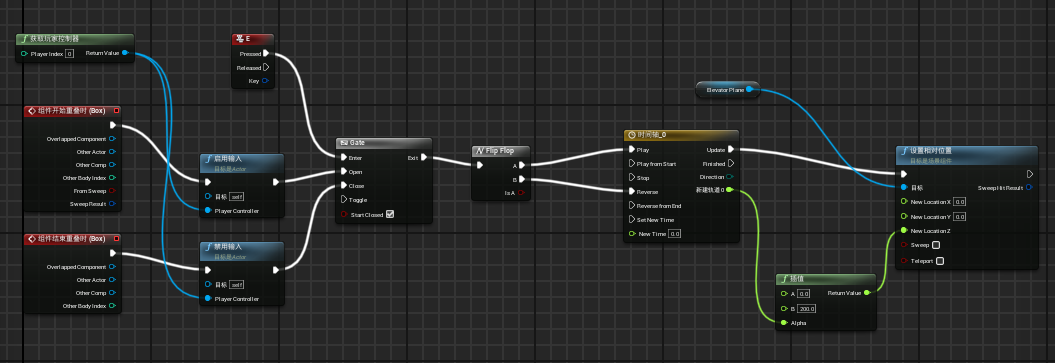 获取玩家控制器
Player Index 0 Return Value
E
Pressed
Released
Key
组件开始重叠时 (Box)
Overlapped Component
Other Actor
Other Comp
Other Body Index
From Sweep
Sweep Result
启用输入
目标是Actor
目标 self
Player Controller
组件结束重叠时 (Box)
Overlapped Component
Other Actor
Other Comp
Other Body Index
禁用输入
目标是Actor
目标 self
Player Controller
Gate
Enter Exit
Open
Close
Toggle
Start Closed
Flip Flop
A
B
Is A
时间轴_0
Play Update
Play from Start Finished
Stop Direction
Reverse 新建轨道 0
Reverse from End
Set New Time
New Time 0.0
Elevator Plane
插值
A 0.0 Return Value
B 200.0
Alpha
设置相对位置
目标是场景组件
目标 Sweep Hit Result
New Location X 0.0
New Location Y 0.0
New Location Z
Sweep
Teleport